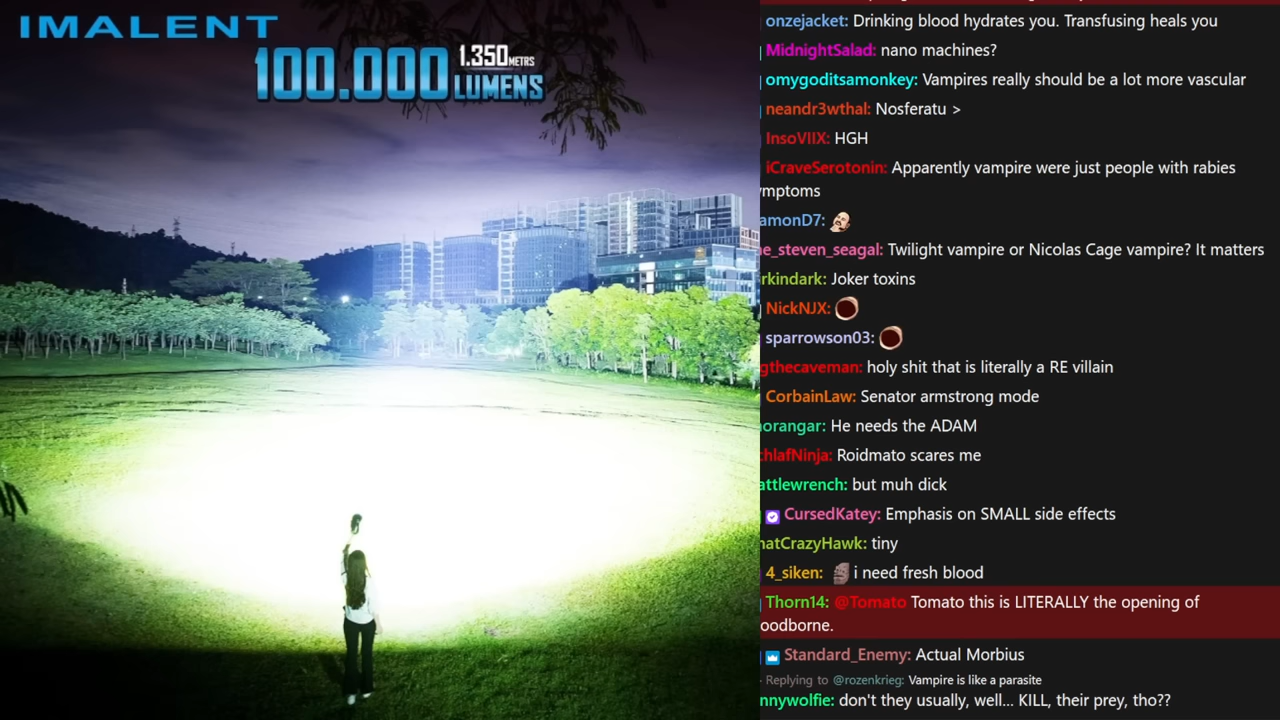 IMALENT
100.000 1.350METRS
LUMENS
onzejacket: Drinking blood hydrates you. Transfusing heals you
MidnightSalad: nano machines?
omygoditsamonkey: Vampires really should be a lot more vascular
neandr3wthal: Nosferatu >
InsoVIIX: HGH
iCraveSerotonin: Apparently vampire were just people with rabies
ymptoms
amonD7:
e_steven_seagal: Twilight vampire or Nicolas Cage vampire? It matters
rkindark: Joker toxins
NickNJX:
sparrowson03:
gthecaveman: holy shit that is literally a RE villain
CorbainLaw: Senator armstrong mode
orangar: He needs the ADAM
hlafNinja: Roidmato scares me
attlewrench: but muh dick
CursedKatey: Emphasis on SMALL side effects
hatCrazyHawk: tiny
4_siken: i need fresh blood
Thorn14: @Tomato Tomato this is LITERALLY the opening of
oodborne.
Standard_Enemy: Actual Morbius
Replying to @rozenkrieg: Vampire is like a parasite
nnywolfie: don't they usually, well... KILL, their prey, tho??